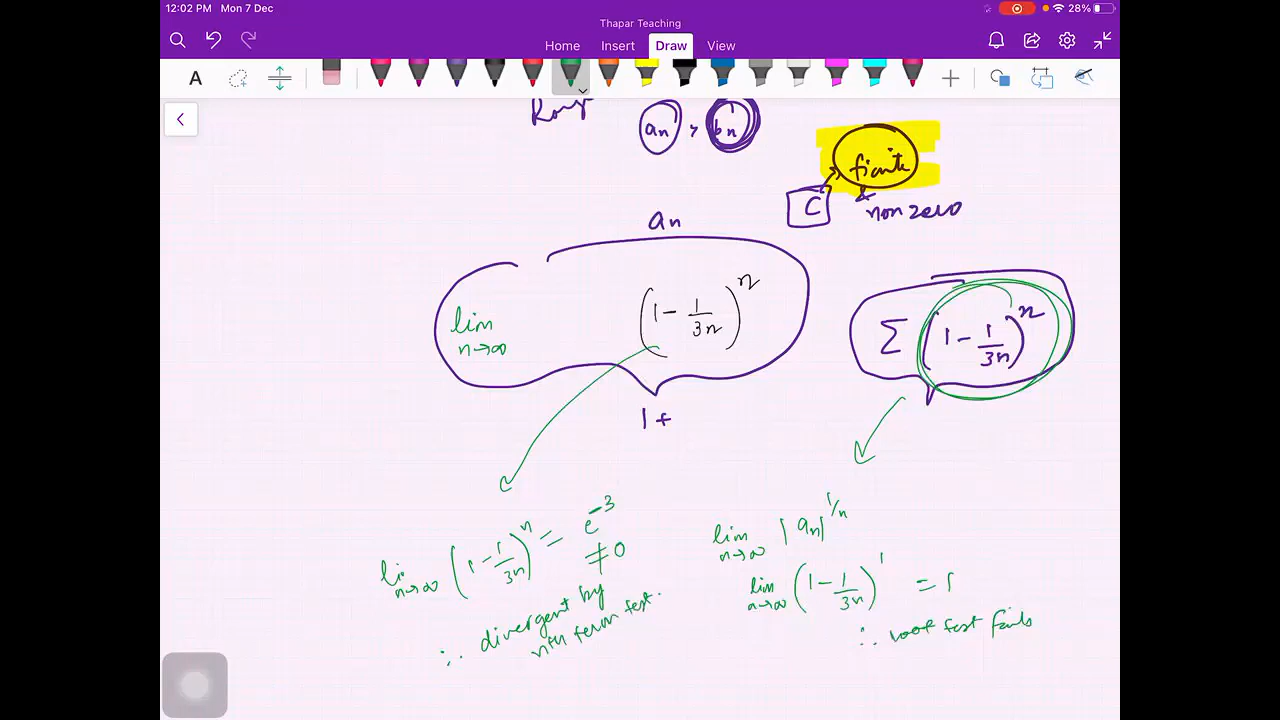 12:02 PM Mon 7 Dec
28%
Thapar Teaching
Home Insert Draw View
A
an > bn
finite
&
C
non zero
an
lim n→∞ (1 - 1/3n)^n
Σ (1 - 1/3n)^n
1 +
lim n→∞ (1 - 1/3n)^n = e^-3
≠ 0
∴ divergent by
nth term test.
lim n→∞ |an|^1/n
lim n→∞ (1 - 1/3n)^1 = 1
∴ root test fails